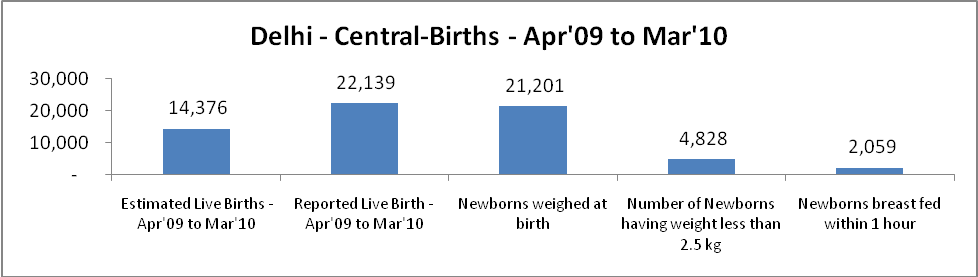 Delhi - Central-Births - Apr'09 to Mar'10
30,000
20,000
10,000
-
14,376
22,139
21,201
4,828
2,059
Estimated Live Births -
Apr'09 to Mar'10
Reported Live Birth -
Apr'09 to Mar'10
Newborns weighed at
birth
Number of Newborns
having weight less than
2.5 kg
Newborns breast fed
within 1 hour